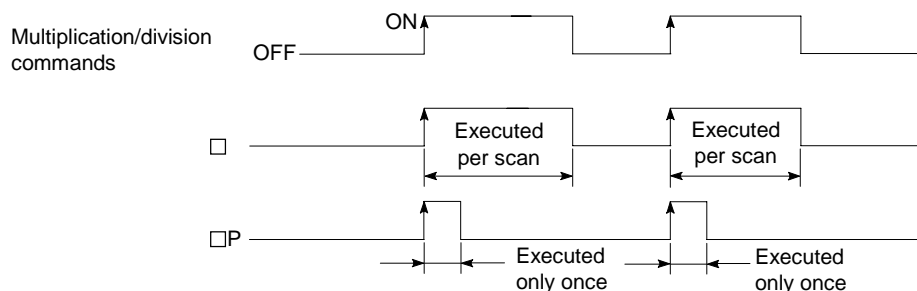 ON
Multiplication/division
commands
OFF
□
Executed
per scan
Executed
per scan
□P
Executed
only once
Executed
only once